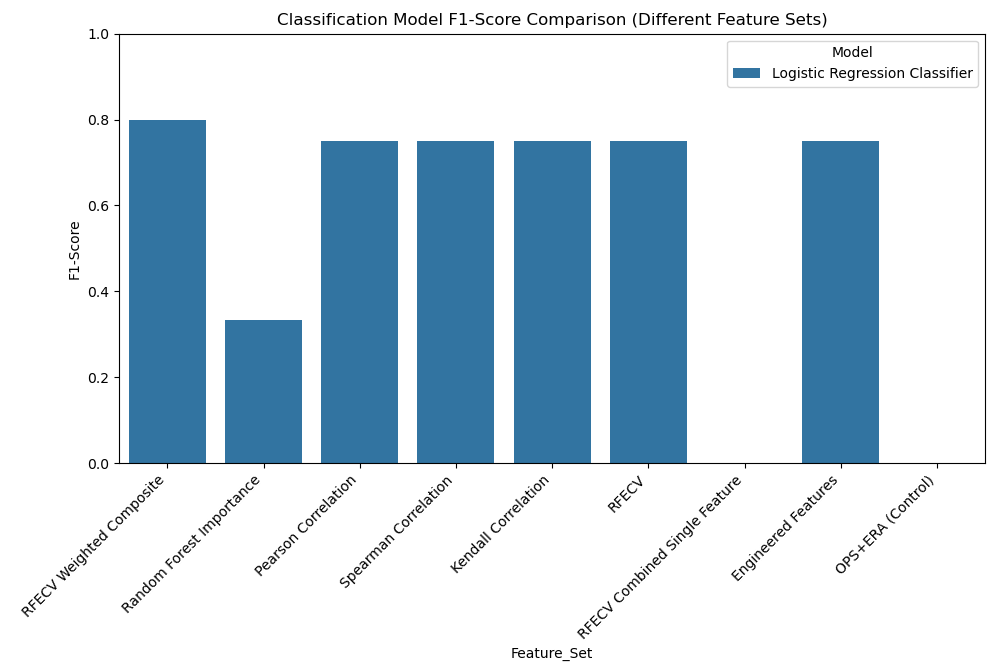 Classification Model F1-Score Comparison (Different Feature Sets)
Model
Logistic Regression Classifier
1.0
0.8
0.6
0.4
0.2
0.0
F1-Score
RFECV Weighted Composite
Random Forest Importance
Pearson Correlation
Spearman Correlation
Kendall Correlation
RFECV
RFECV Combined Single Feature
Engineered Features
OPS+ERA (Control)
Feature_Set